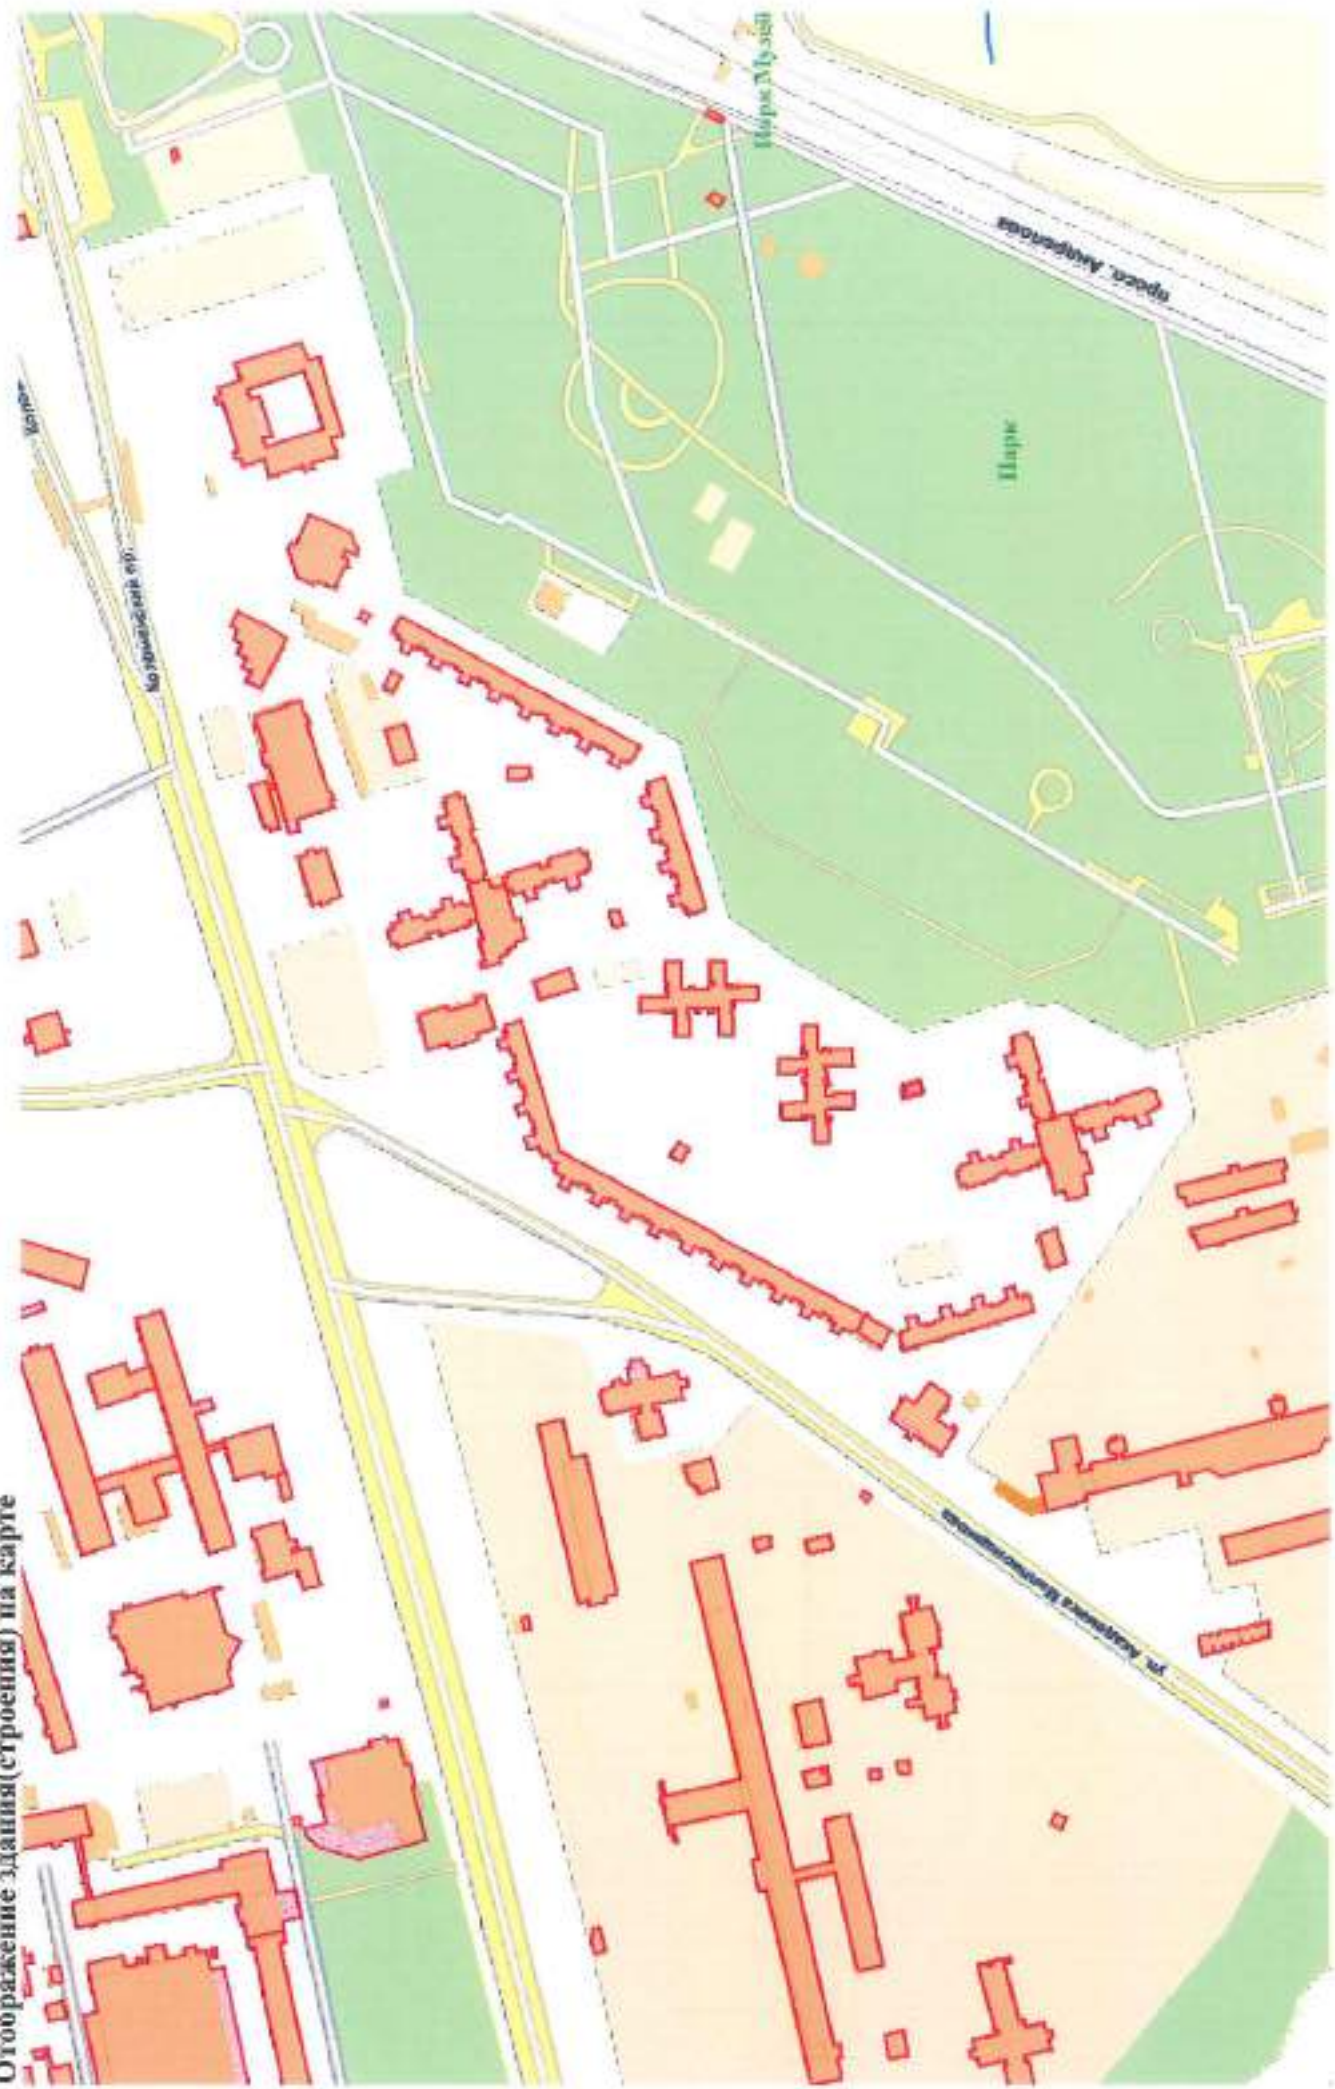 Отображение здания(строения) на карте
Коломенский пр.
Парк Музей
просп. Андропова
Парк
ул. Академика Миллионщикова